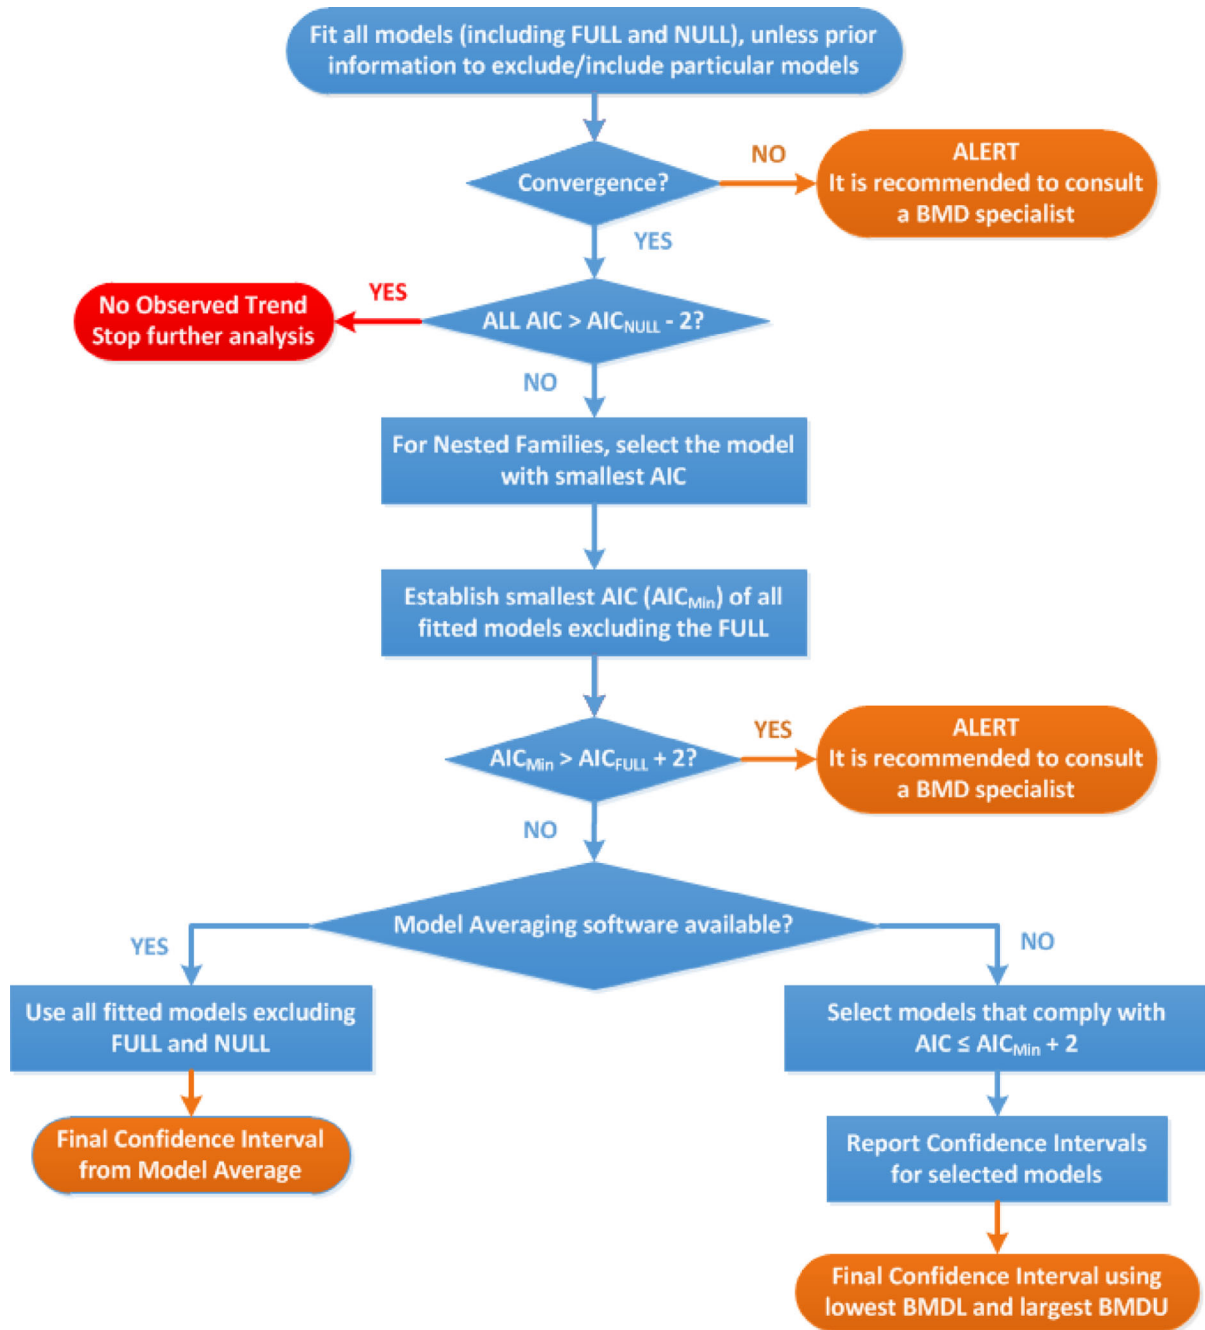 Fit all models (including FULL and NULL), unless prior
information to exclude/include particular models
Convergence?
NO
ALERT
It is recommended to consult
a BMD specialist
YES
ALL AIC > AICNULL - 2?
YES
No Observed Trend
Stop further analysis
NO
For Nested Families, select the model
with smallest AIC
Establish smallest AIC (AICMin) of all
fitted models excluding the FULL
AICMin > AICFULL + 2?
YES
ALERT
It is recommended to consult
a BMD specialist
NO
Model Averaging software available?
YES
NO
Use all fitted models excluding
FULL and NULL
Final Confidence Interval
from Model Average
Select models that comply with
AIC ≤ AICMin + 2
Report Confidence Intervals
for selected models
Final Confidence Interval using
lowest BMDL and largest BMDU